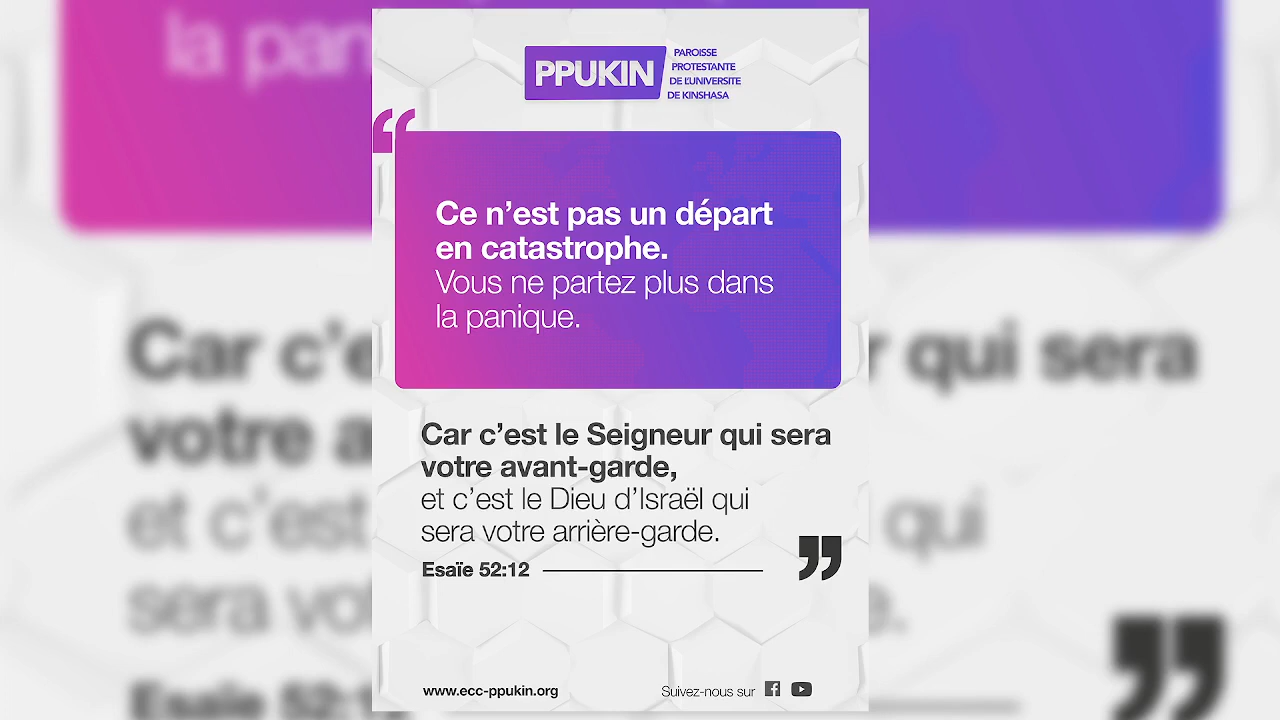 PPUKIN
PAROISSE
PROTESTANTE
DE L'UNIVERSITE
DE KINSHASA
“
Ce n’est pas un départ
en catastrophe.
Vous ne partez plus dans
la panique.
Car c’est le Seigneur qui sera
votre avant-garde,
et c’est le Dieu d’Israël qui
sera votre arrière-garde.
”
Esaïe 52:12
www.ecc-ppukin.org
Suivez-nous sur